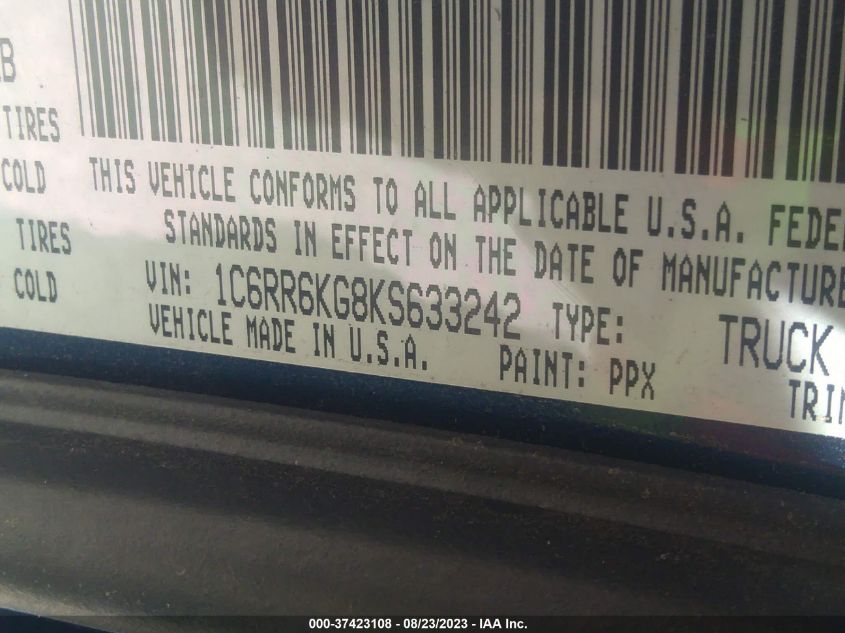 B
TIRES
COLD
TIRES
COLD
THIS VEHICLE CONFORMS TO ALL APPLICABLE U.S.A. FEDE
STANDARDS IN EFFECT ON THE DATE OF MANUFACTURE
VIN: 1C6RR6KG8KS633242 TYPE: TRUCK
VEHICLE MADE IN U.S.A. PAINT: PPX TRI
000-37423108 - 08/23/2023 - IAA Inc.